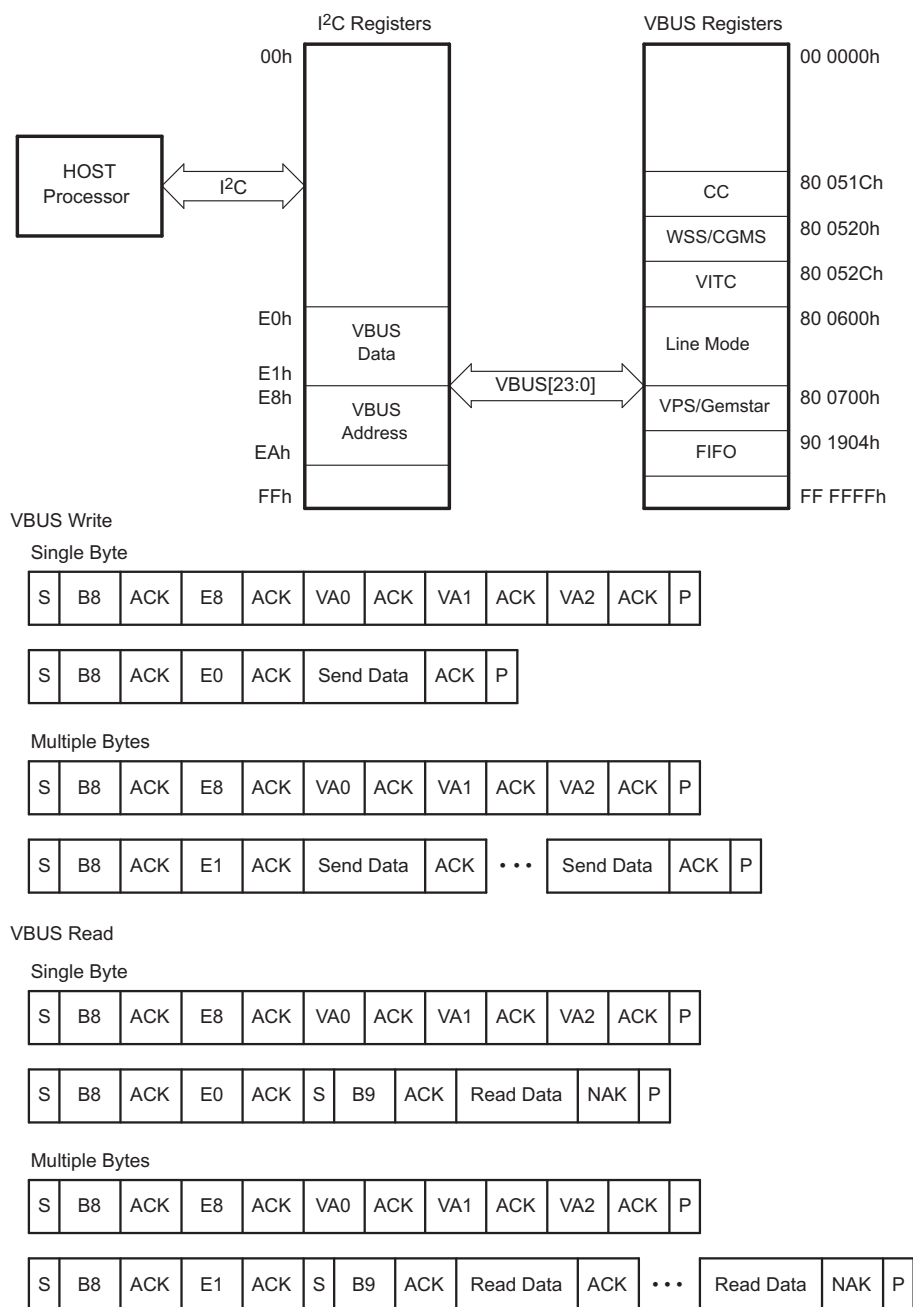 I2C Registers
VBUS Registers
00h
00 0000h
HOST
Processor
I2C
CC
80 051Ch
WSS/CGMS
80 0520h
VITC
80 052Ch
E0h
VBUS
Data
E1h
Line Mode
80 0600h
VBUS[23:0]
E8h
VBUS
Address
EAh
VPS/Gemstar
80 0700h
FIFO
90 1904h
FFh
FF FFFFh
VBUS Write
Single Byte
S B8 ACK E8 ACK VA0 ACK VA1 ACK VA2 ACK P
S B8 ACK E0 ACK Send Data ACK P
Multiple Bytes
S B8 ACK E8 ACK VA0 ACK VA1 ACK VA2 ACK P
S B8 ACK E1 ACK Send Data ACK • • • Send Data ACK P
VBUS Read
Single Byte
S B8 ACK E8 ACK VA0 ACK VA1 ACK VA2 ACK P
S B8 ACK E0 ACK S B9 ACK Read Data NAK P
Multiple Bytes
S B8 ACK E8 ACK VA0 ACK VA1 ACK VA2 ACK P
S B8 ACK E1 ACK S B9 ACK Read Data ACK • • • Read Data NAK P